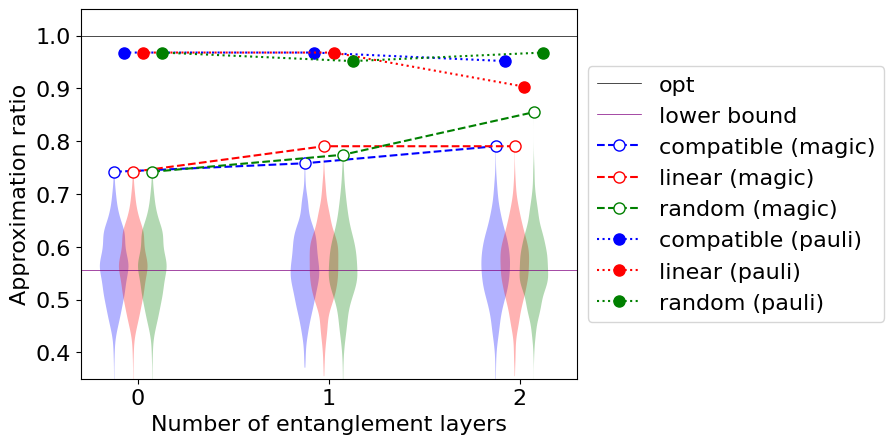 1.0
0.9
0.8
0.7
0.6
0.5
0.4
Approximation ratio
0 1 2
Number of entanglement layers
opt
lower bound
compatible (magic)
linear (magic)
random (magic)
compatible (pauli)
linear (pauli)
random (pauli)